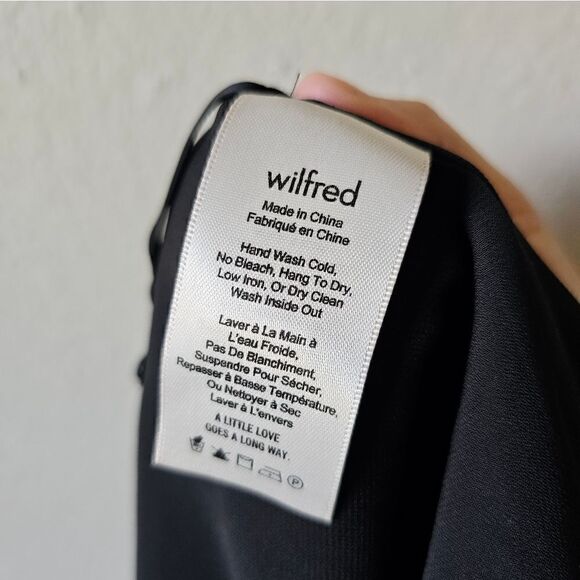 wilfred
Made in China
Fabriqué en Chine
Hand Wash Cold,
No Bleach, Hang To Dry,
Low Iron, Or Dry Clean
Wash Inside Out
Laver à La Main à
L'eau Froide,
Pas De Blanchiment,
Suspendre Pour Sécher,
Repasser à Basse Température,
Ou Nettoyer à Sec
Laver à L'envers
A LITTLE LOVE
GOES A LONG WAY.
P